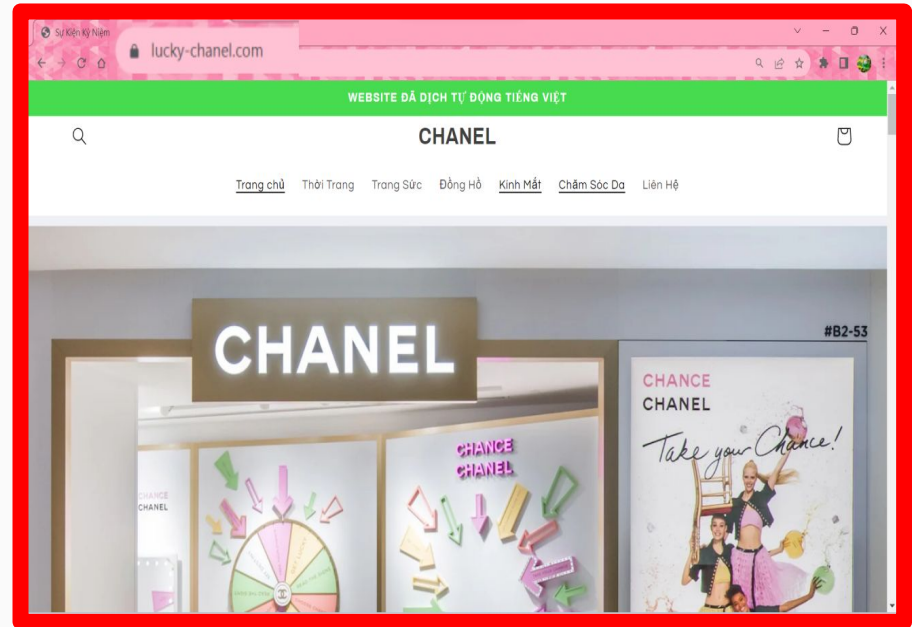 Sự Kiện Kỷ Niệm
lucky-chanel.com
WEBSITE ĐÃ DỊCH TỰ ĐỘNG TIẾNG VIỆT
CHANEL
Trang chủ Thời Trang Trang Sức Đồng Hồ Kinh Mắt Chăm Sóc Da Liên Hệ
#B2-53
CHANEL
CHANCE
CHANEL
Take your Chance!
CHANCE
CHANEL
CHANCE
CHANEL